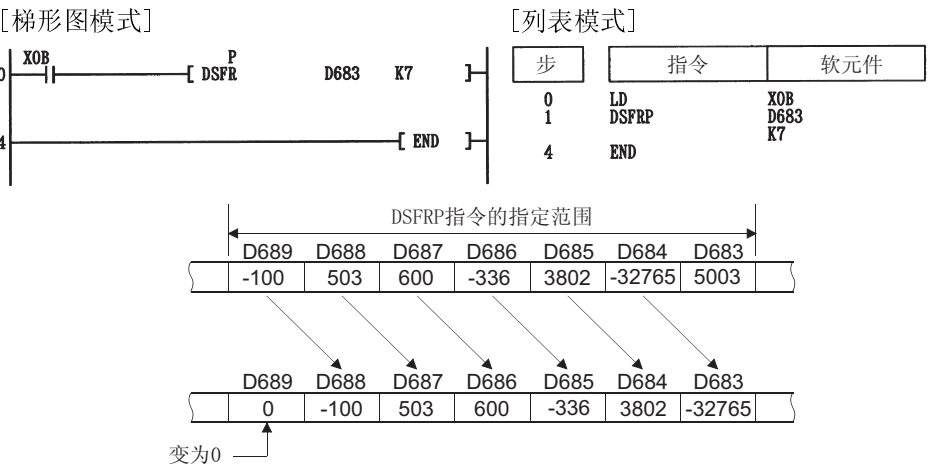 [梯形图模式]
[列表模式]
X0B
P
0
DSFR D683 K7
4
END
步 指令 软元件
0 LD X0B
1 DSFRP D683
K7
4 END
DSFRP指令的指定范围
D689 D688 D687 D686 D685 D684 D683
-100 503 600 -336 3802 -32765 5003
D689 D688 D687 D686 D685 D684 D683
0 -100 503 600 -336 3802 -32765
变为0